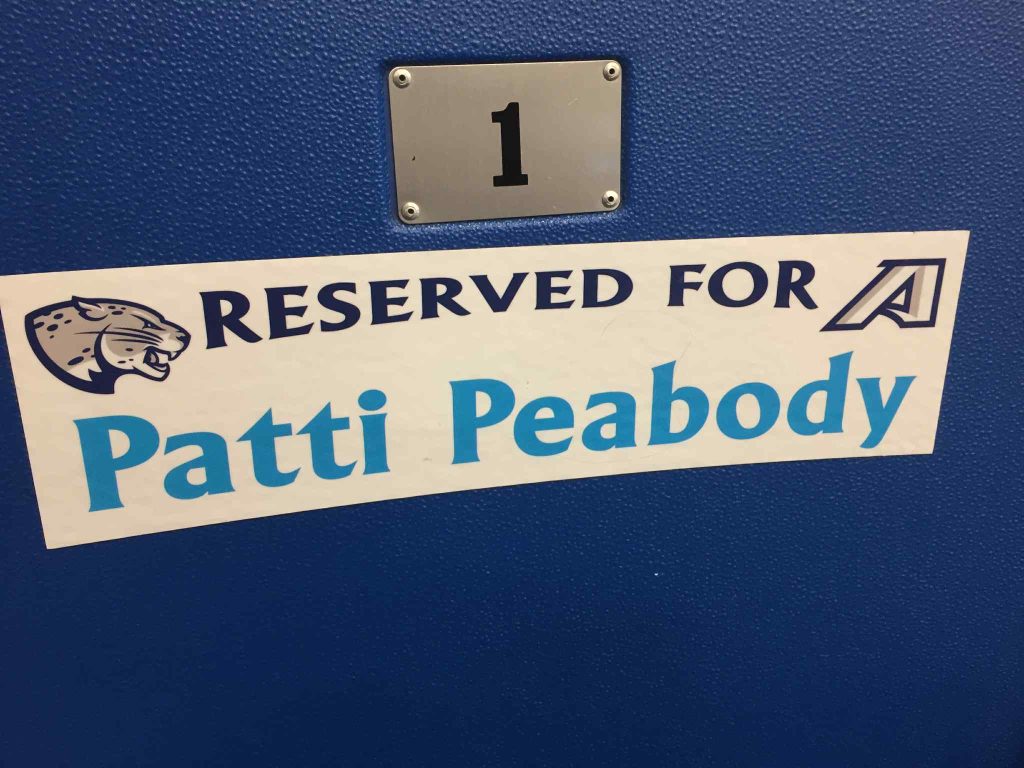 1
RESERVED FOR A
Patti Peabody